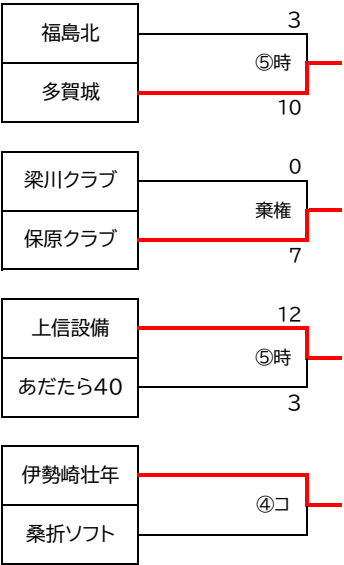 福島北
3
⑤時
多賀城
10
梁川クラブ
0
棄権
保原クラブ
7
上信設備
12
⑤時
あだたら40
3
伊勢崎壮年
④コ
桑折ソフト